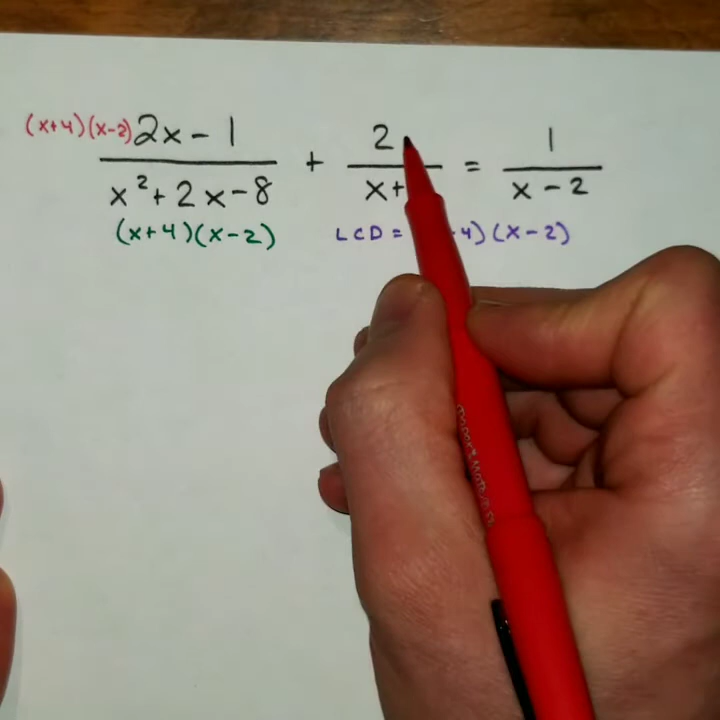 (x+4)(x-2) 2x - 1 + 2 = 1
x² + 2x - 8 x+ x - 2
(x+4)(x-2) LCD = 4)(x-2)